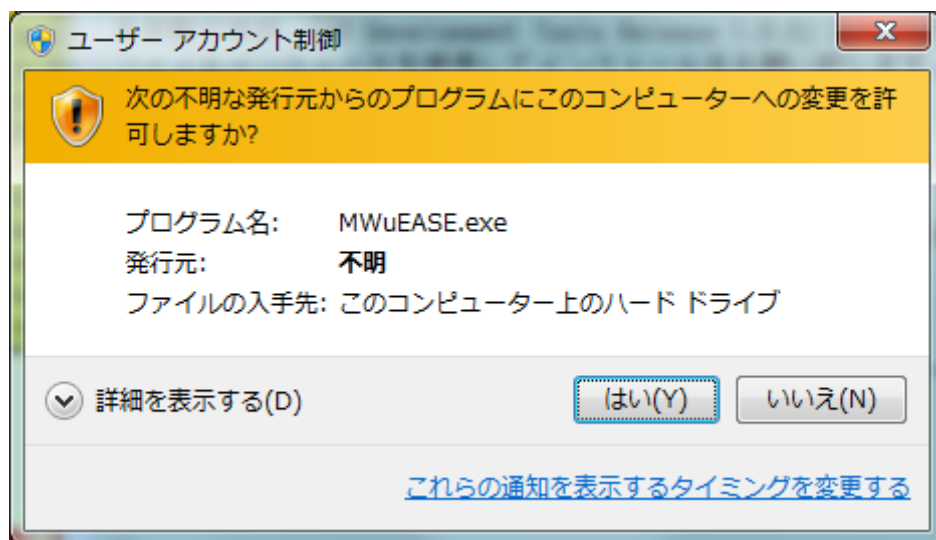 ユーザー アカウント制御
次の不明な発行元からのプログラムにこのコンピューターへの変更を許
可しますか?
プログラム名: MWuEASE.exe
発行元: 不明
ファイルの入手先: このコンピューター上のハード ドライブ
詳細を表示する(D) はい(Y) いいえ(N)
これらの通知を表示するタイミングを変更する